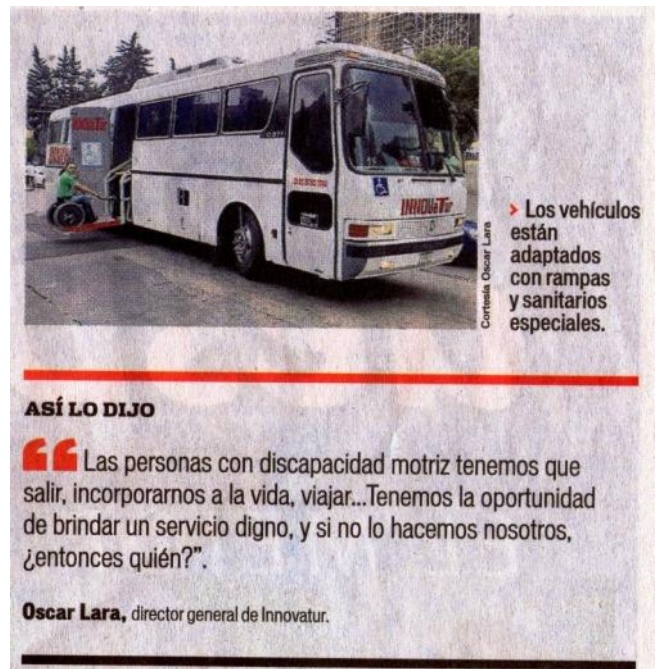 INNOVaTur
INNOVaTur
Cortesía Oscar Lara
> Los vehículos
están
adaptados
con rampas
y sanitarios
especiales.
ASÍ LO DIJO
“Las personas con discapacidad motriz tenemos que
salir, incorporarnos a la vida, viajar...Tenemos la oportunidad
de brindar un servicio digno, y si no lo hacemos nosotros,
¿entonces quién?”.
Oscar Lara, director general de Innovatur.